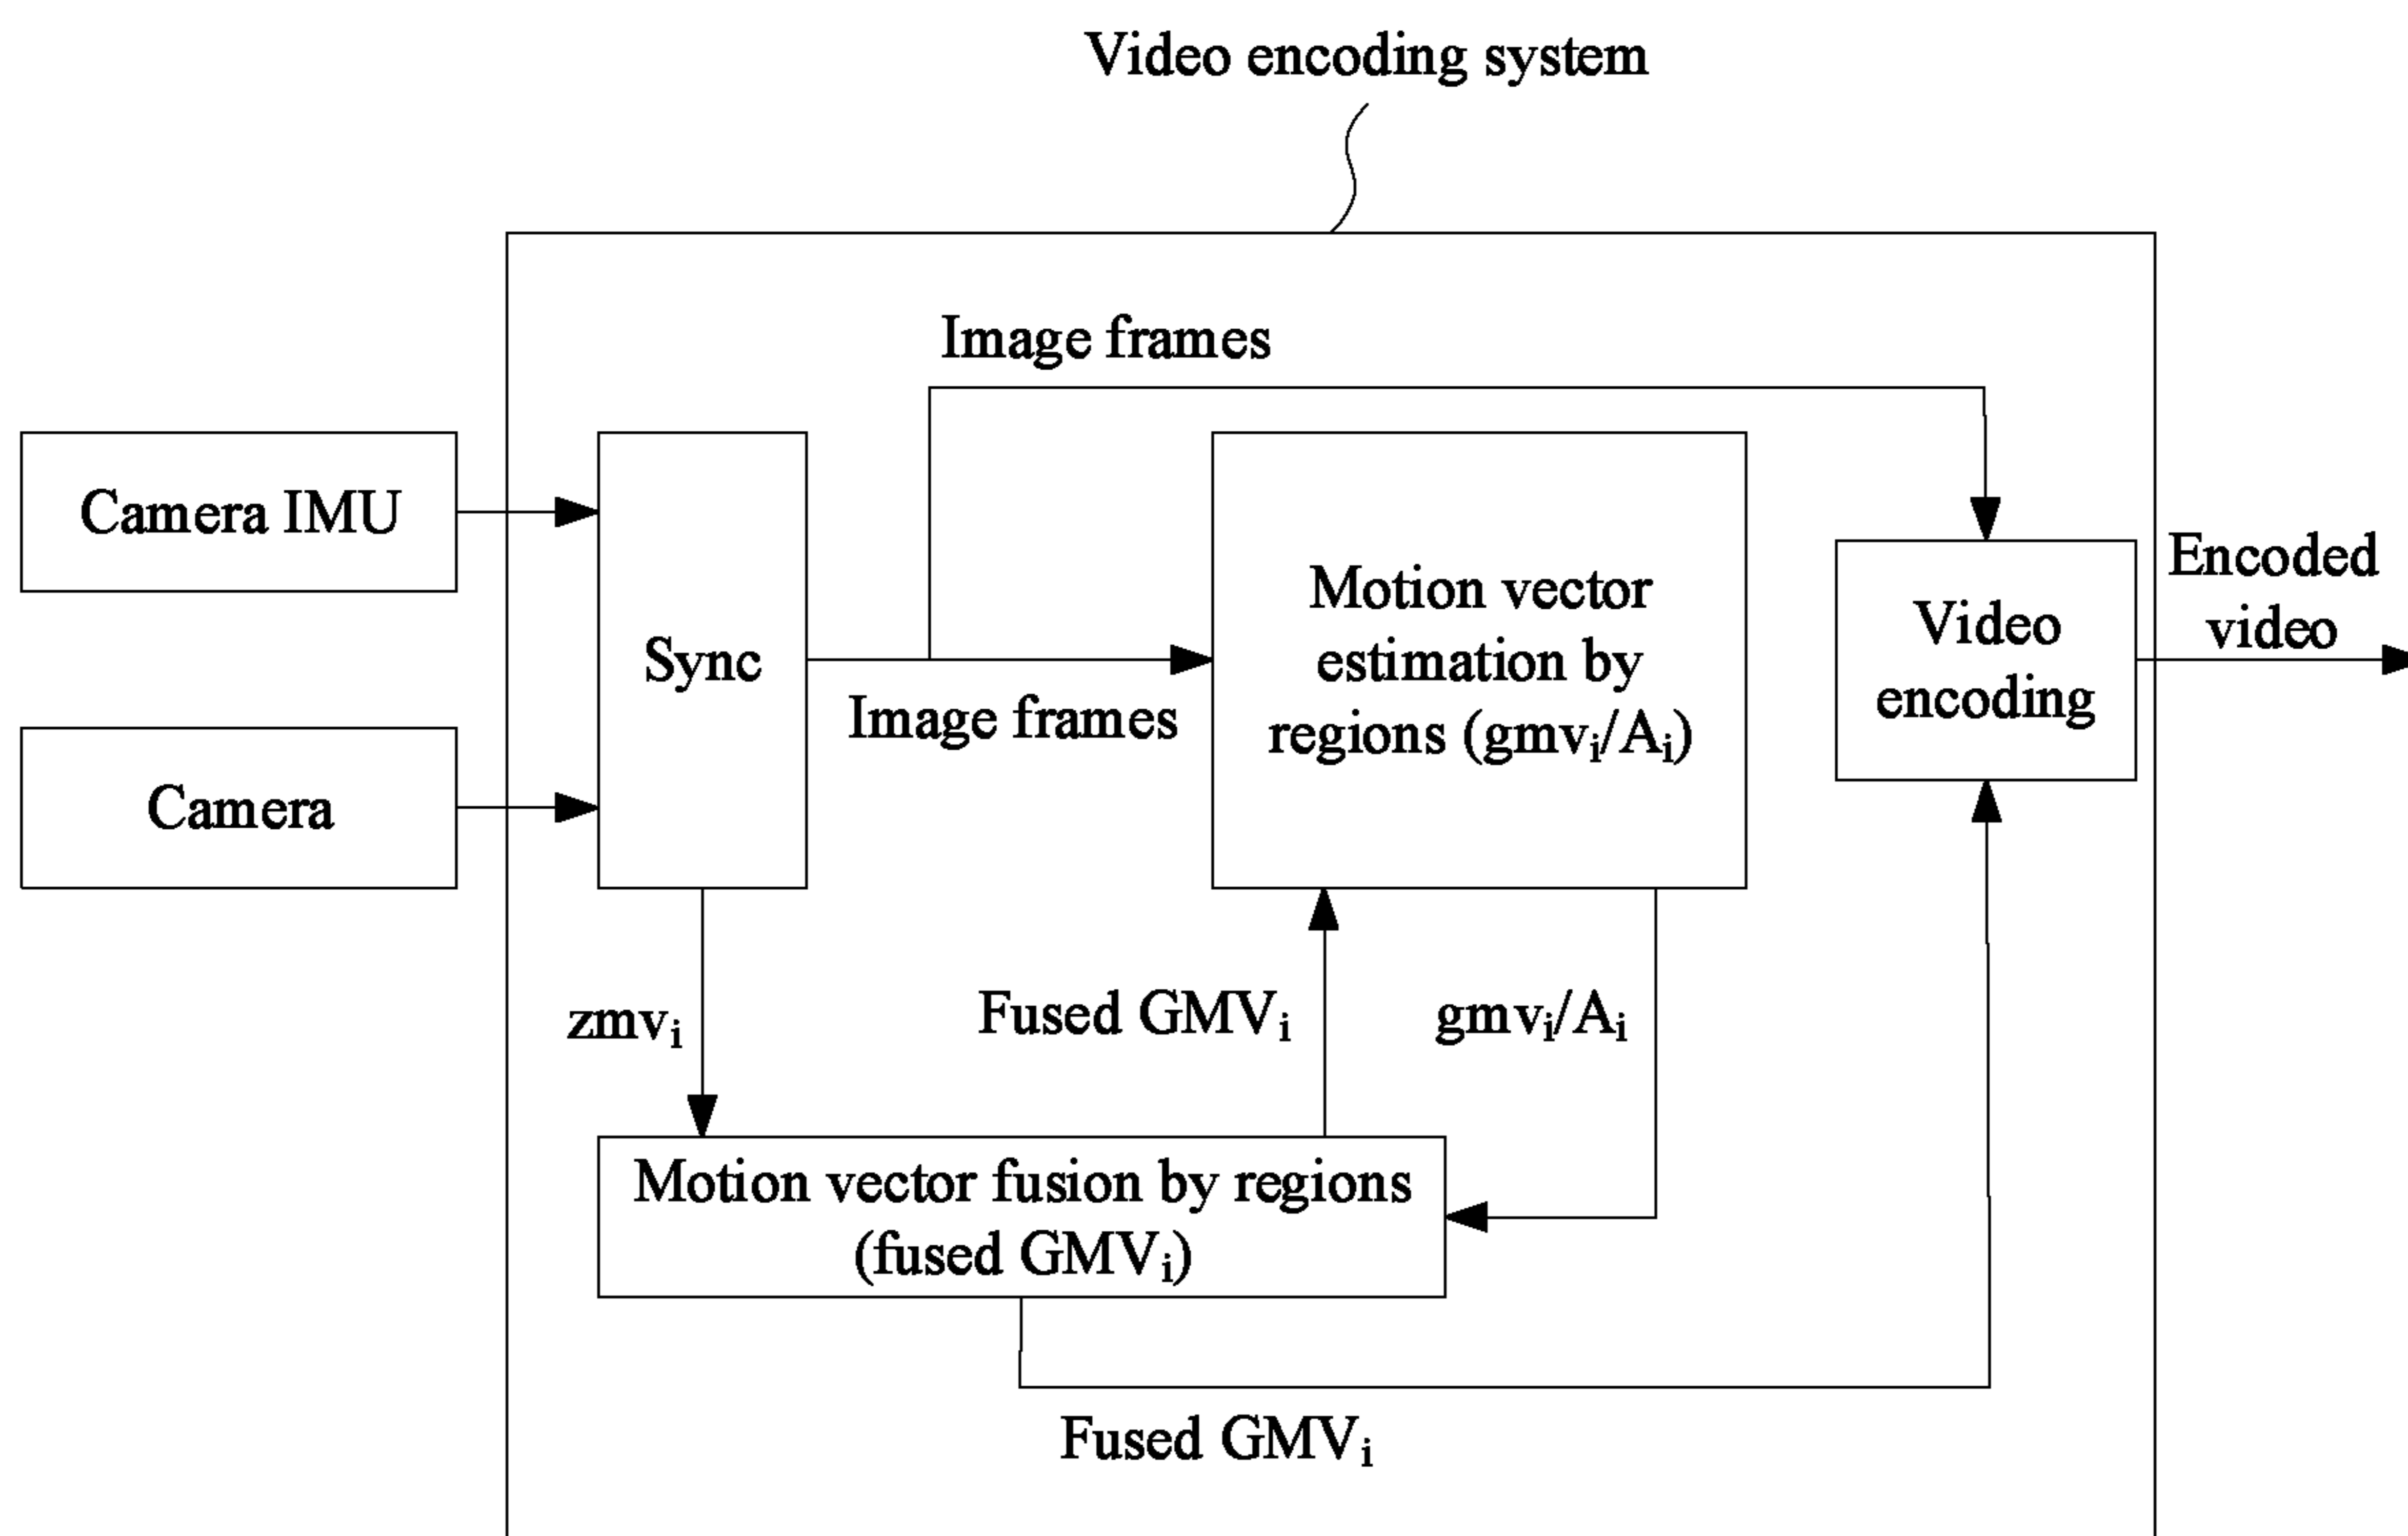 Video encoding system
Image frames
Camera IMU
Camera
Sync
Image frames
Motion vector
estimation by
regions (gmvᵢ/Aᵢ)
Video
encoding
Encoded
video
zmvᵢ
Fused GMVᵢ
gmvᵢ/Aᵢ
Motion vector fusion by regions
(fused GMVᵢ)
Fused GMVᵢ